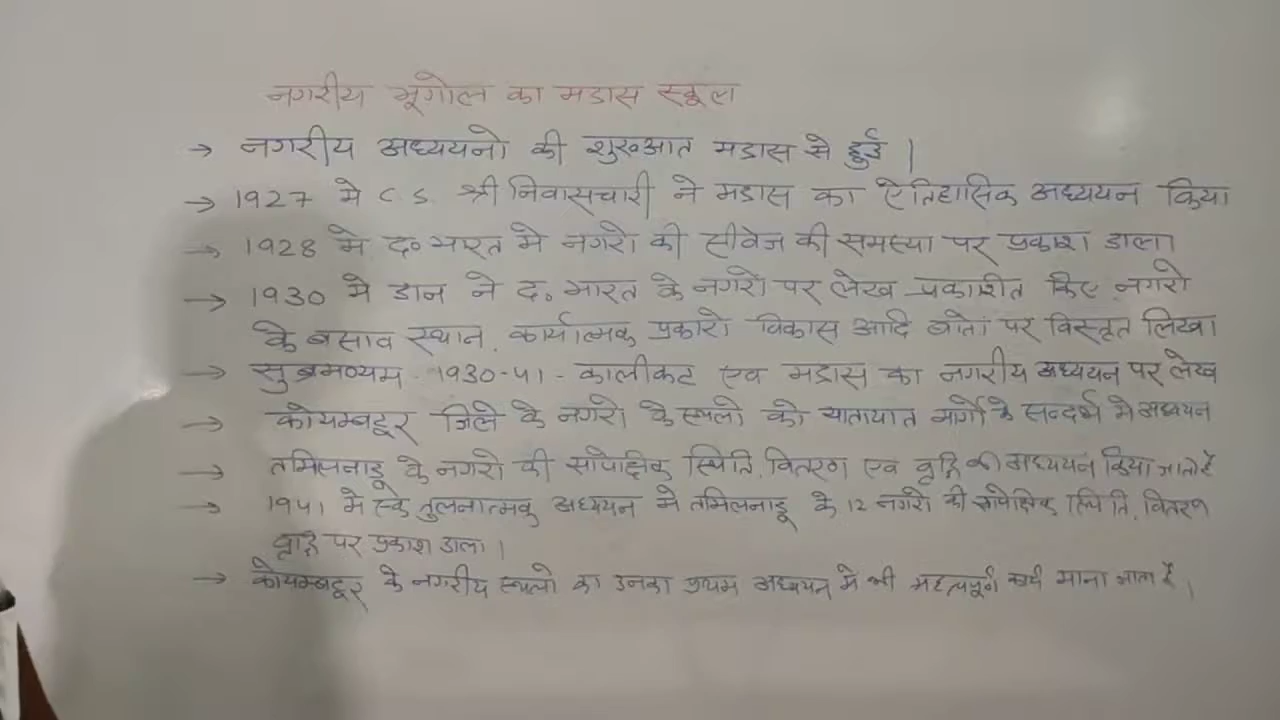 नगरीय भूगोल का मद्रास स्कूल
→ नगरीय अध्ययनो की शुरुआत मद्रास से हुई |
→ 1927 मे C.S. श्री निवासचारी ने मद्रास का ऐतिहासिक अध्ययन किया
→ 1928 मे द० भारत मे नगरो की सीवेज की समस्या पर प्रकाश डाला
→ 1930 मे डान ने द० भारत के नगरो पर लेख प्रकाशीत किए नगरो
के बसाव स्थान, कार्यात्मक प्रकारो विकास आदि बातो पर विस्तृत लिखा
→ सुब्रमण्यम - 1930-41 - कालीकट एव मद्रास का नगरीय अध्ययन पर लेख
→ कोयम्बटूर जिले के नगरो के स्थलो को यातायात मार्गो के सन्दर्भ मे अध्ययन
→ तमिलनाडू के नगरो की सापेक्षिक स्थिति, वितरण एव वृद्धि की अध्ययन किया जाता है
→ 1941 मे स्के तुलनात्मक अध्ययन मे तमिलनाडू के 12 नगरो की सापेक्षिक स्थिति, वितरण
वृद्धि पर प्रकाश डाला |
→ कोयम्बटूर के नगरीय स्थलो का उनका प्रथम अध्ययन मे भी महत्वपूर्ण कार्य माना जाता है |